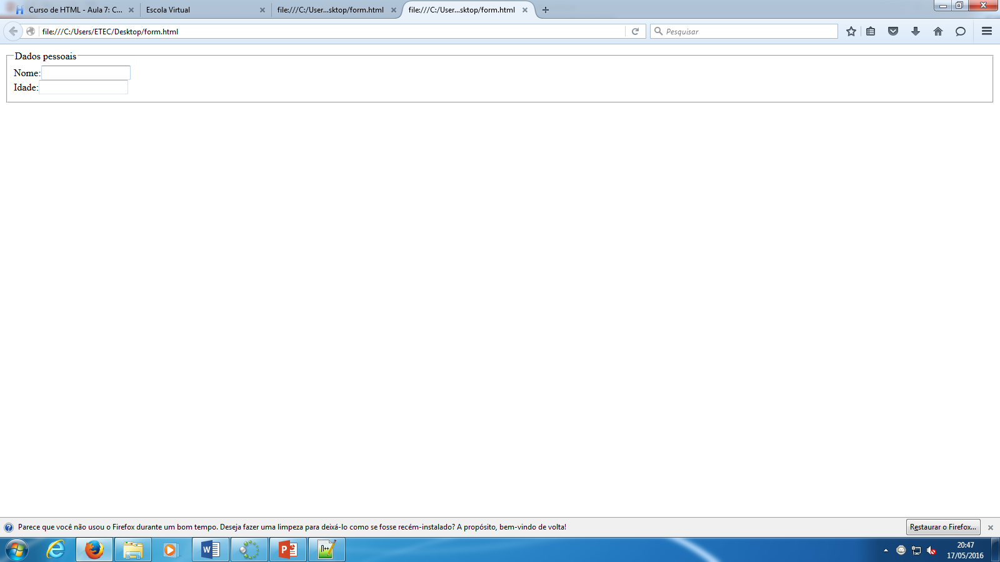 Curso de HTML - Aula 7: C...
Escola Virtual
file:///C:/User...sktop/form.html
file:///C:/User...sktop/form.html
file:///C:/Users/ETEC/Desktop/form.html
Pesquisar
Dados pessoais
Nome:
Idade:
Parece que você não usou o Firefox durante um bom tempo. Deseja fazer uma limpeza para deixá-lo como se fosse recém-instalado? A propósito, bem-vindo de volta!
Restaurar o Firefox...
20:47
17/05/2016